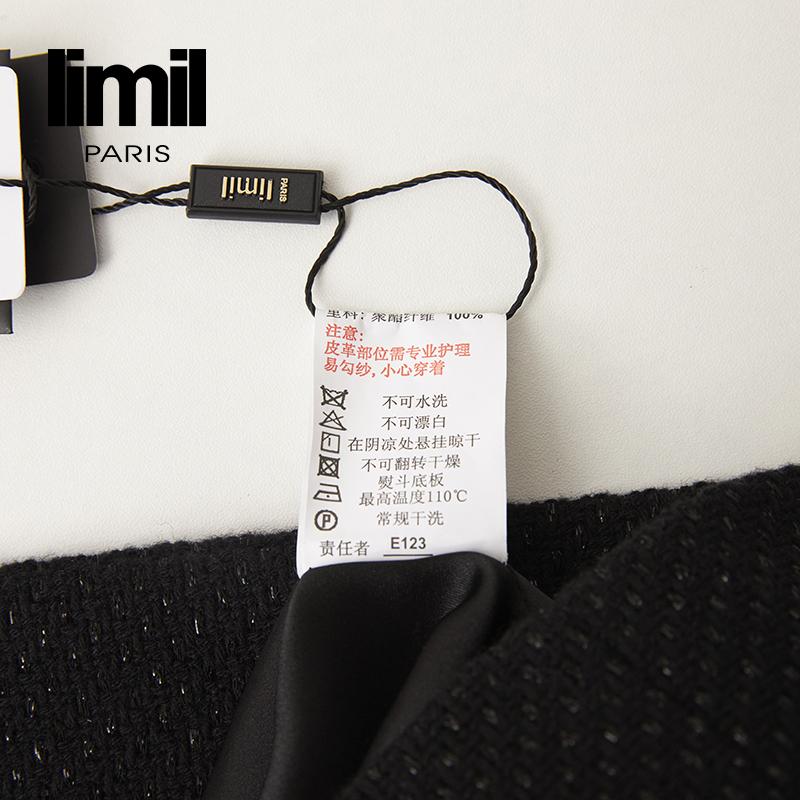 limil
PARIS
PARIS
limil
里料：聚酯纤维 100%
注意：
皮革部位需专业护理
易勾纱，小心穿着
不可水洗
不可漂白
在阴凉处悬挂晾干
不可翻转干燥
熨斗底板
最高温度110℃
P
常规干洗
责任者 E123